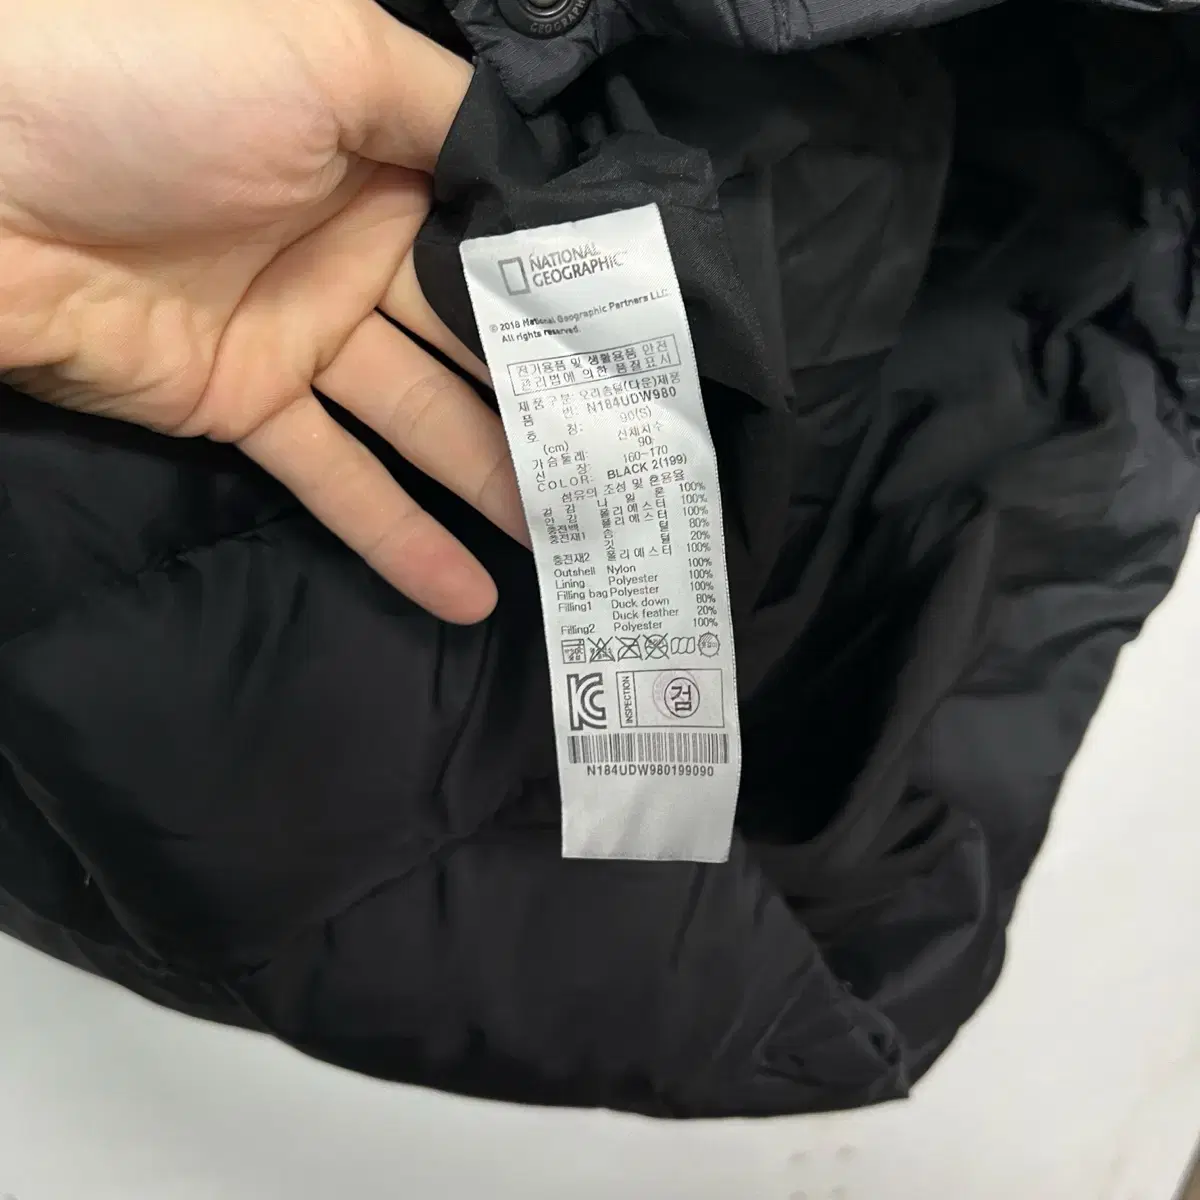 GEOGRAPHIC
NATIONAL
GEOGRAPHIC
© 2018 National Geographic Partners LLC.
All rights reserved.
전기용품 및 생활용품 안전
관리법에 의한 품질표시
제품구분: 오리솜털(다운)제품
품 번: N184UDW980
호 칭: 90(S)
(cm) 신체치수
가슴둘레: 90
신 장: 160~170
COLOR: BLACK 2(199)
섬유의 조성 및 혼용율
겉감 나 일 론 100%
안감 폴리에스터 100%
충전백 폴리에스터 100%
충전재1 솜 털 80%
깃 털 20%
충전재2 폴리에스터 100%
Outshell Nylon 100%
Lining Polyester 100%
Filling bag Polyester 100%
Filling1 Duck down 80%
Duck feather 20%
Filling2 Polyester 100%
KC
INSPECTION
검
N184UDW980199090